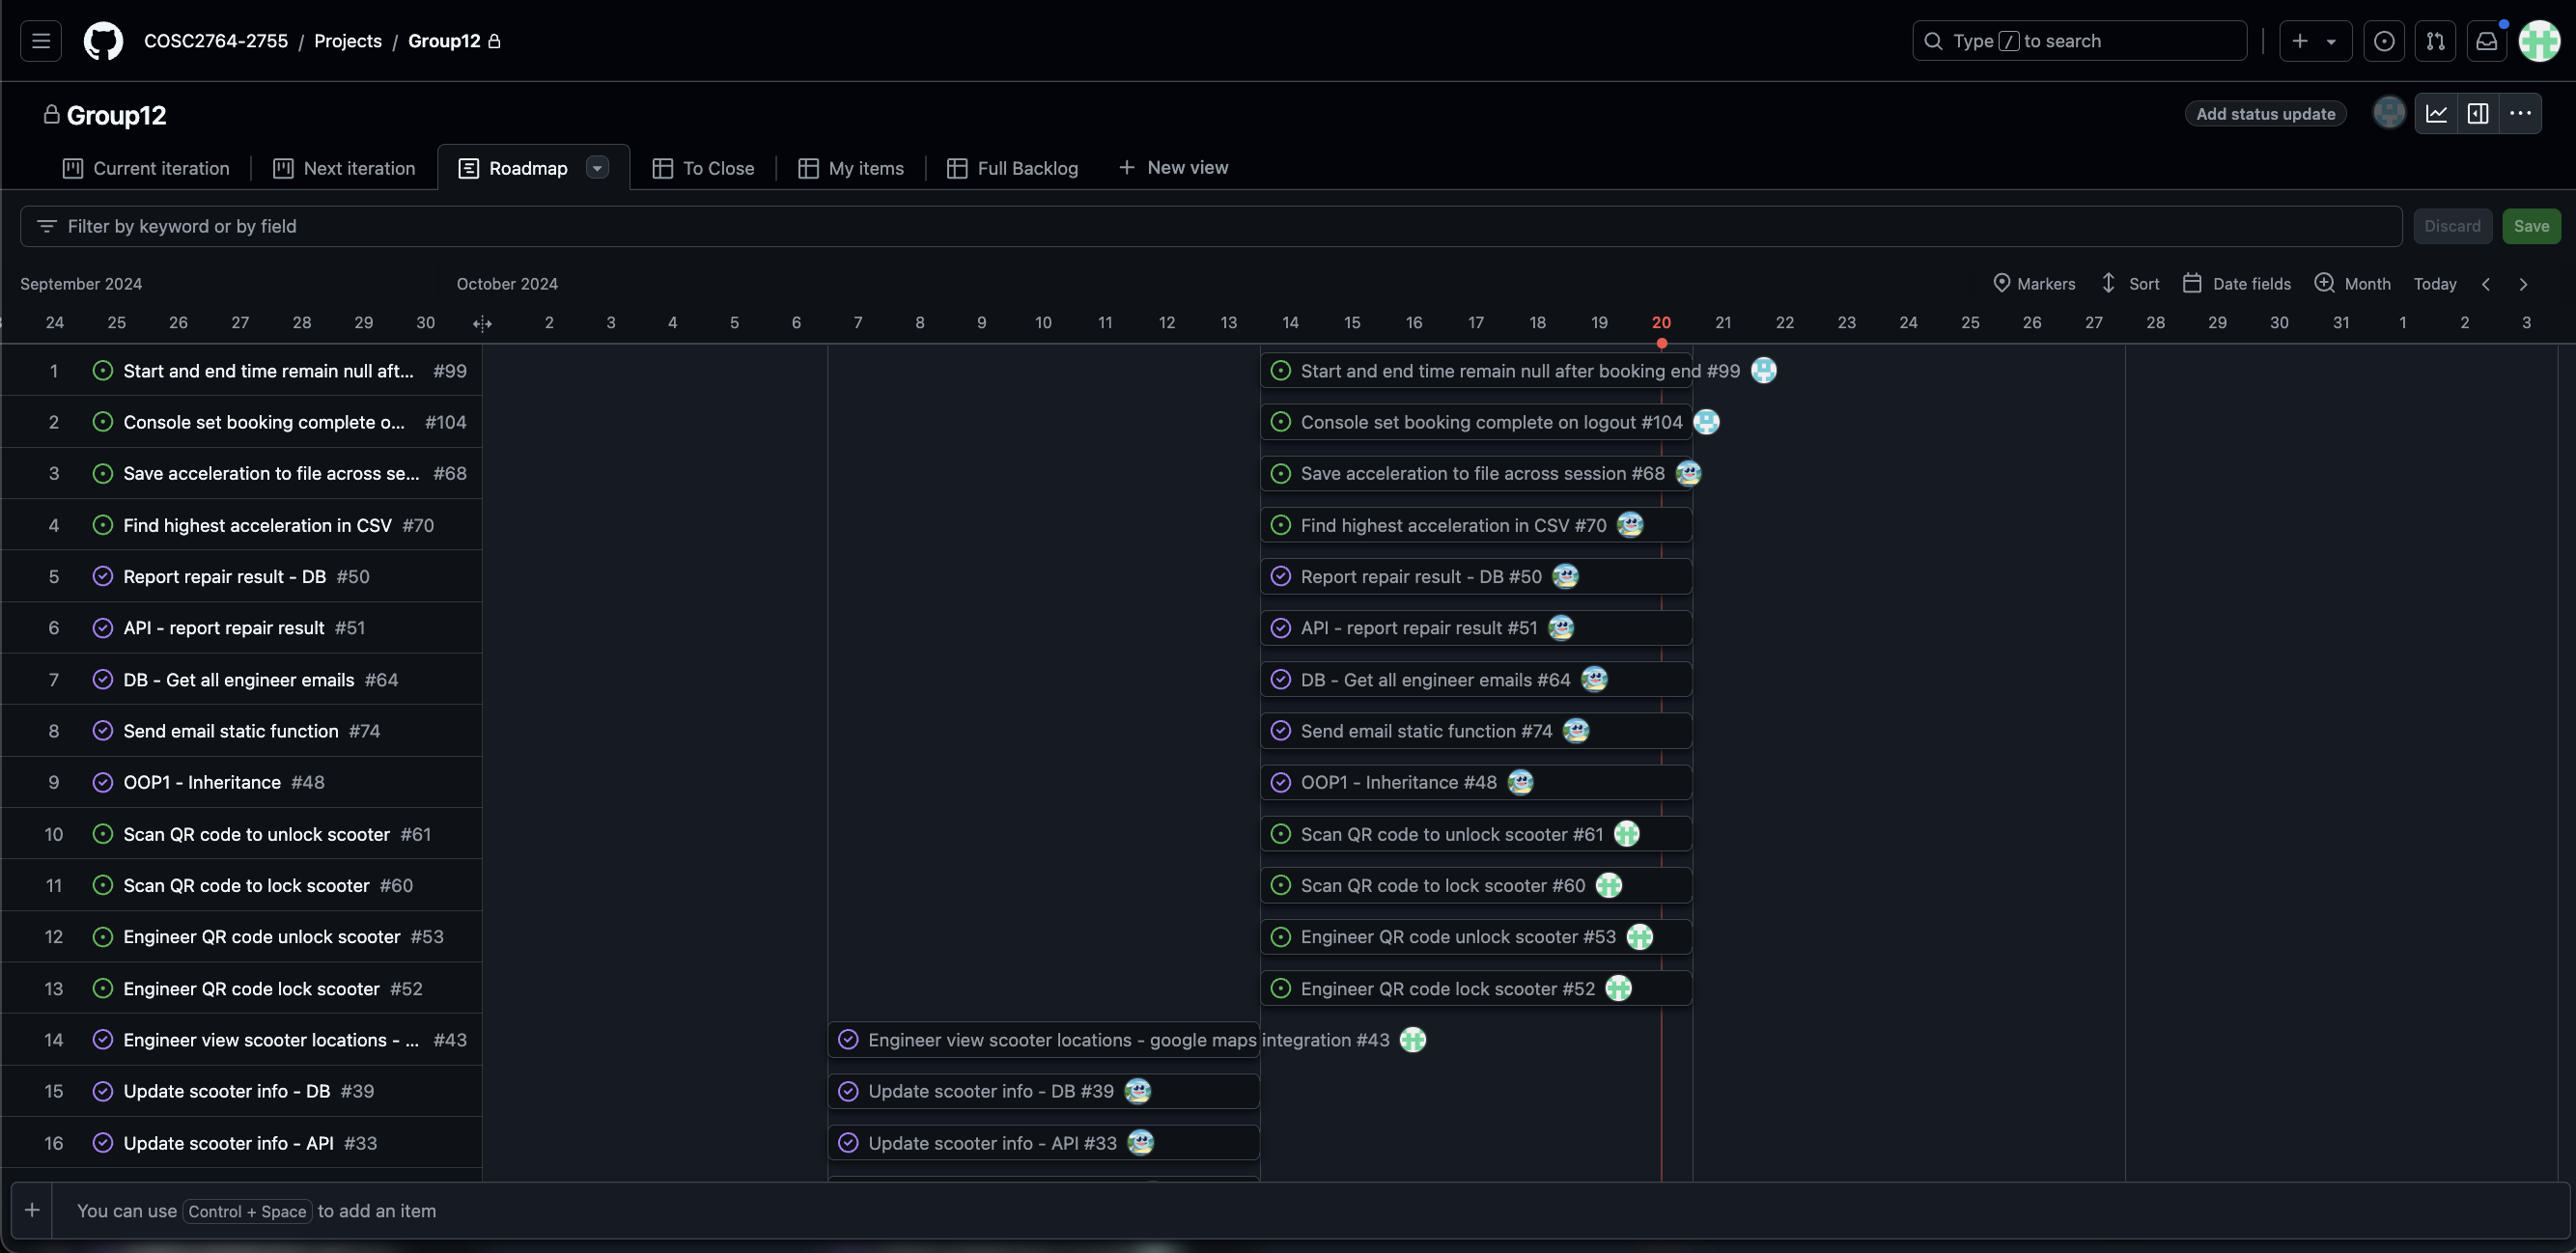 COSC2764-2755 / Projects / Group12
Type / to search
Group12
Add status update
Current iteration
Next iteration
Roadmap
To Close
My items
Full Backlog
New view
Filter by keyword or by field
Discard
Save
September 2024
October 2024
Markers
Sort
Date fields
Month
Today
24 25 26 27 28 29 30 2 3 4 5 6 7 8 9 10 11 12 13 14 15 16 17 18 19 20 21 22 23 24 25 26 27 28 29 30 31 1 2 3
1 Start and end time remain null aft... #99 Start and end time remain null after booking end #99
2 Console set booking complete o... #104 Console set booking complete on logout #104
3 Save acceleration to file across se... #68 Save acceleration to file across session #68
4 Find highest acceleration in CSV #70 Find highest acceleration in CSV #70
5 Report repair result - DB #50 Report repair result - DB #50
6 API - report repair result #51 API - report repair result #51
7 DB - Get all engineer emails #64 DB - Get all engineer emails #64
8 Send email static function #74 Send email static function #74
9 OOP1 - Inheritance #48 OOP1 - Inheritance #48
10 Scan QR code to unlock scooter #61 Scan QR code to unlock scooter #61
11 Scan QR code to lock scooter #60 Scan QR code to lock scooter #60
12 Engineer QR code unlock scooter #53 Engineer QR code unlock scooter #53
13 Engineer QR code lock scooter #52 Engineer QR code lock scooter #52
14 Engineer view scooter locations - ... #43 Engineer view scooter locations - google maps integration #43
15 Update scooter info - DB #39 Update scooter info - DB #39
16 Update scooter info - API #33 Update scooter info - API #33
You can use Control + Space to add an item